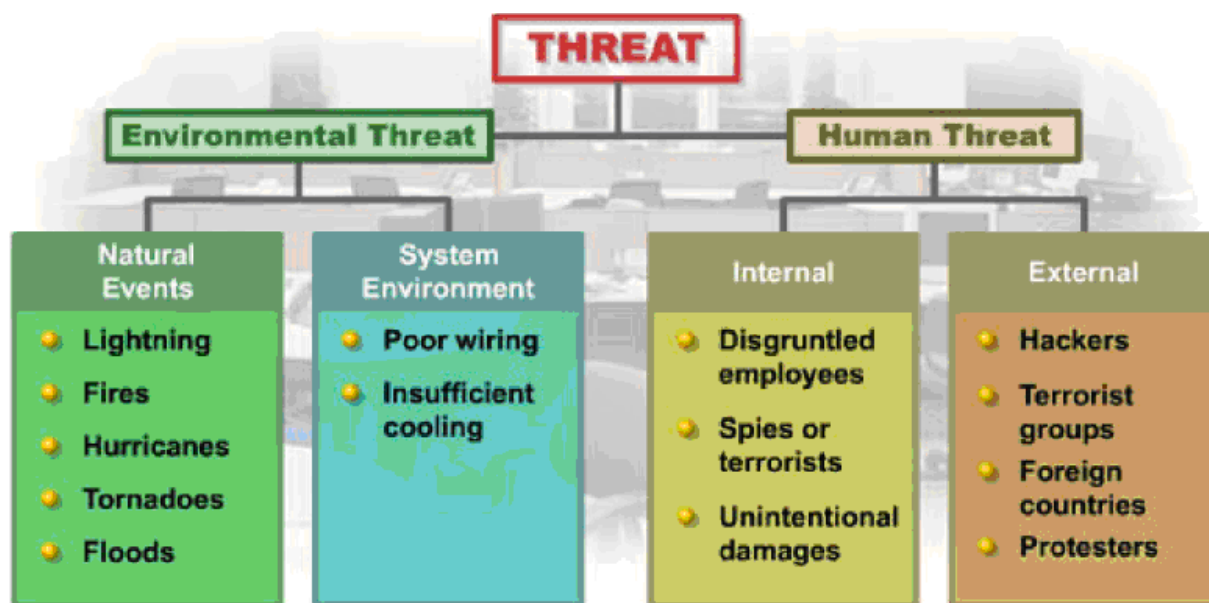 THREAT
Environmental Threat
Human Threat
Natural
Events
Lightning
Fires
Hurricanes
Tornadoes
Floods
System
Environment
Poor wiring
Insufficient
cooling
Internal
Disgruntled
employees
Spies or
terrorists
Unintentional
damages
External
Hackers
Terrorist
groups
Foreign
countries
Protesters